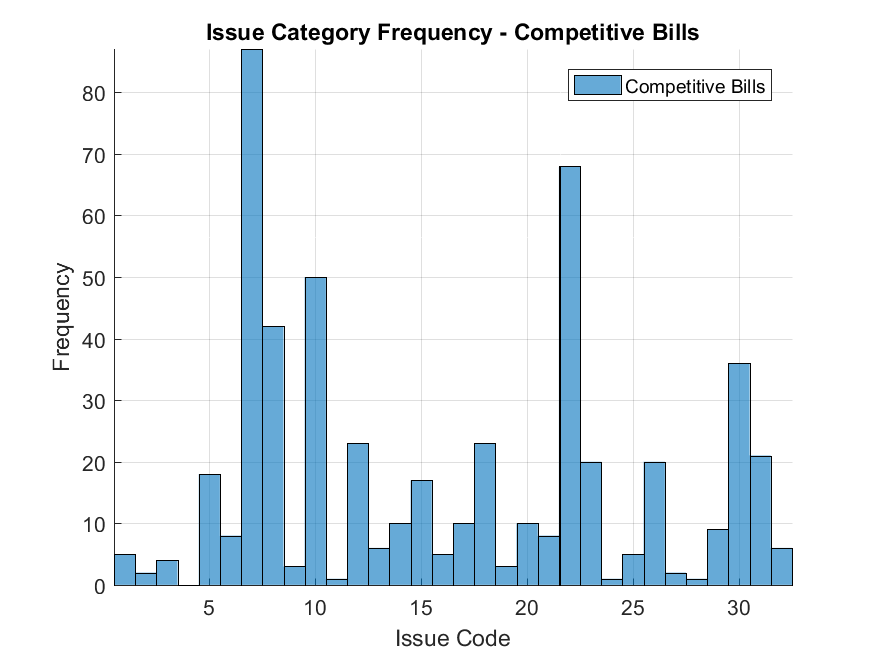 Issue Category Frequency - Competitive Bills
Competitive Bills
80
70
60
50
40
30
20
10
0
Frequency
5 10 15 20 25 30
Issue Code